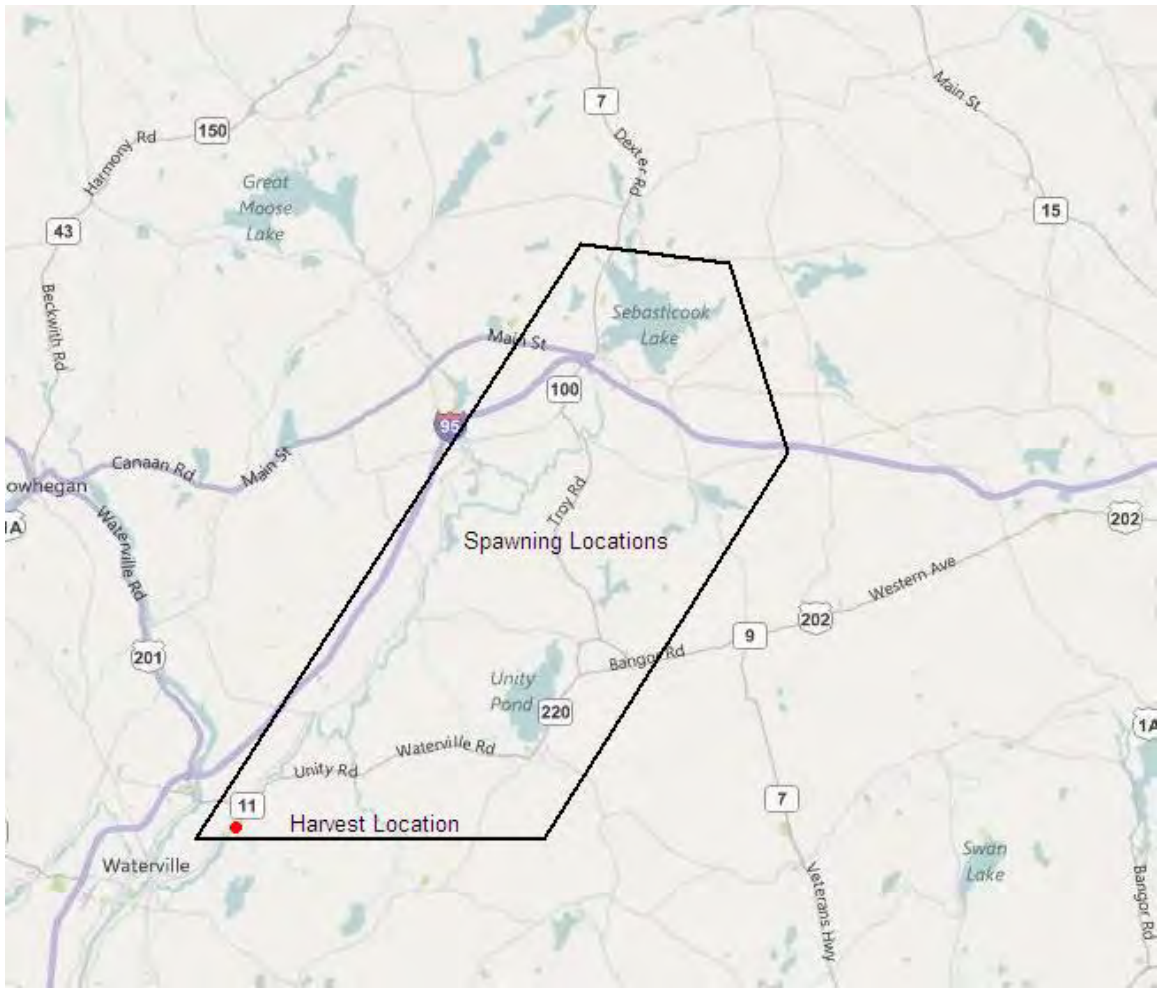 7
Main St
Dexter Rd
150
Harmony Rd
Great
Moose
Lake
15
43
Beckwith Rd
Sebasticook
Lake
Main St
100
95
Canaan Rd
Main St
owhegan
1A
Waterville Rd
Troy Rd
202
Spawning Locations
Western Ave
202
9
201
Bangor Rd
Unity
Pond
220
1A
Waterville Rd
Unity Rd
7
11
Harvest Location
Waterville
Swan
Lake
Veterans Hwy
Bangor Rd